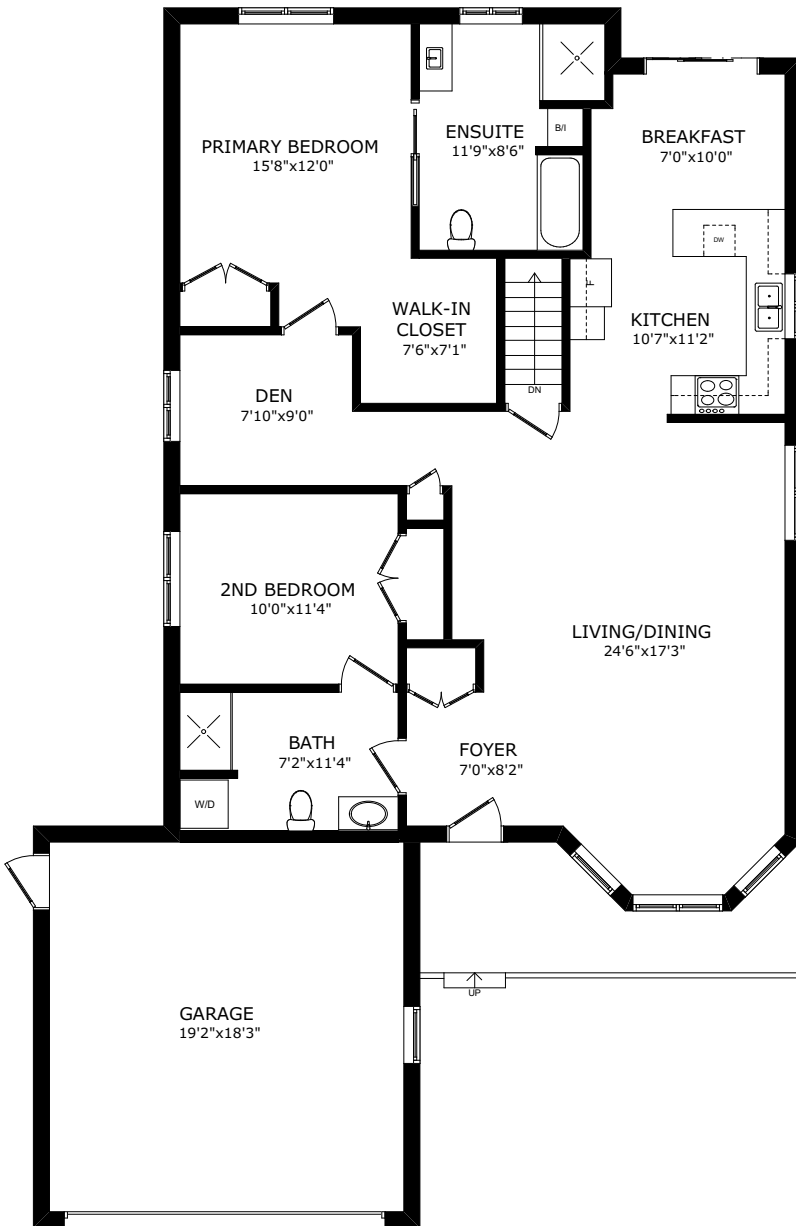 PRIMARY BEDROOM
15'8"x12'0"
ENSUITE
11'9"x8'6"
B/I
BREAKFAST
7'0"x10'0"
DW
F
WALK-IN
CLOSET
7'6"x7'1"
KITCHEN
10'7"x11'2"
DN
DEN
7'10"x9'0"
2ND BEDROOM
10'0"x11'4"
LIVING/DINING
24'6"x17'3"
BATH
7'2"x11'4"
FOYER
7'0"x8'2"
W/D
UP
GARAGE
19'2"x18'3"